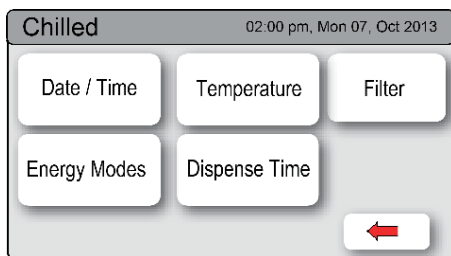 Chilled 02:00 pm, Mon 07, Oct 2013
Date / Time Temperature Filter
Energy Modes Dispense Time